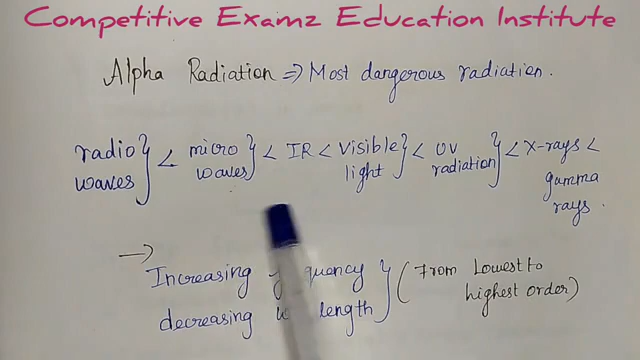 Competitive Examz Education Institute
Alpha Radiation ⇒ Most dangerous radiation.
radio waves } < micro waves } < IR < Visible light } < UV radiation } < X-rays < gamma rays.
→
Increasing
decreasing length } (From Lowest to highest order)